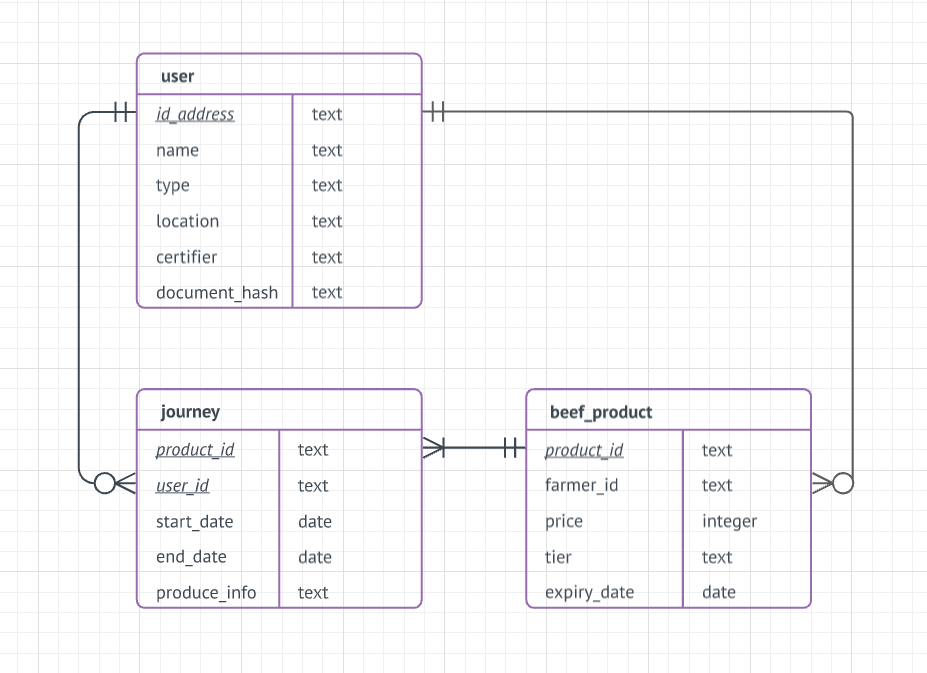 user
id_address text
name text
type text
location text
certifier text
document_hash text
journey
product_id text
user_id text
start_date date
end_date date
produce_info text
beef_product
product_id text
farmer_id text
price integer
tier text
expiry_date date